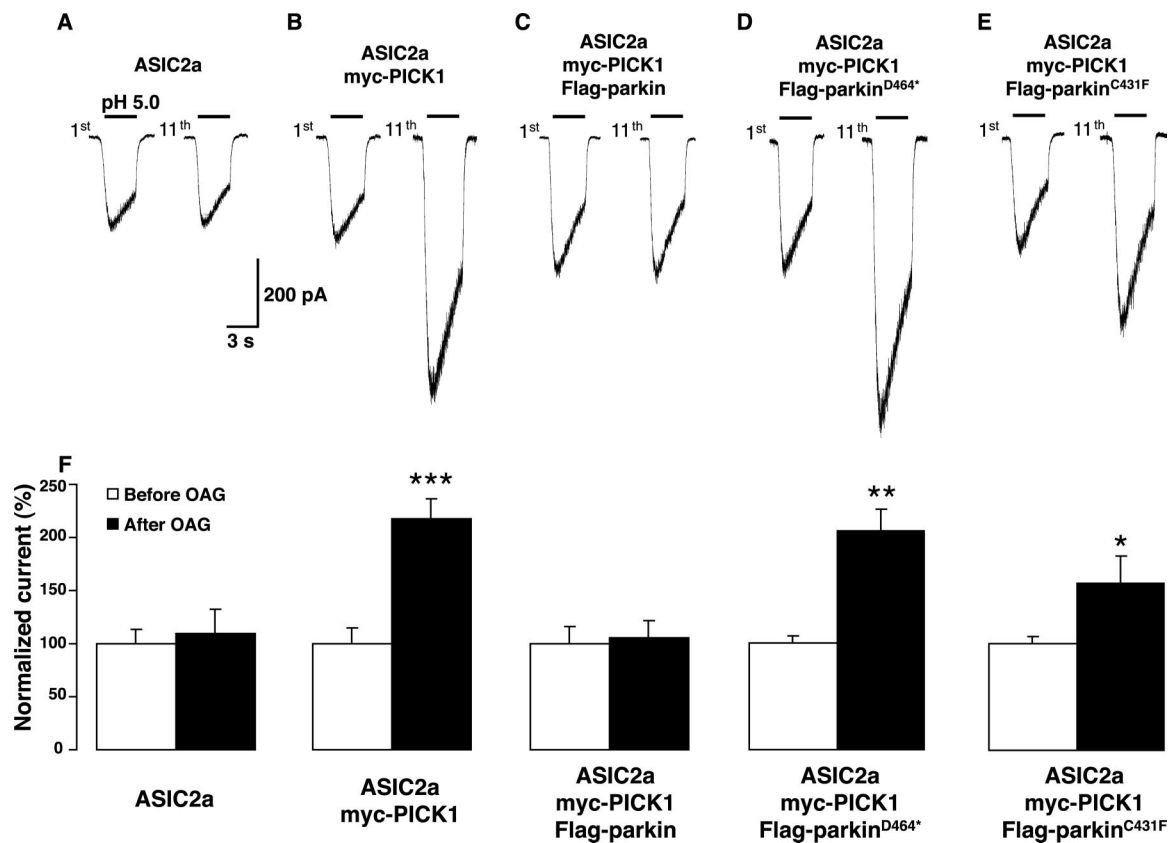 A
ASIC2a
pH 5.0
1st
11th
200 pA
3 s
B
ASIC2a
myc-PICK1
1st
11th
C
ASIC2a
myc-PICK1
Flag-parkin
1st
11th
D
ASIC2a
myc-PICK1
Flag-parkinD464*
1st
11th
E
ASIC2a
myc-PICK1
Flag-parkinC431F
1st
11th
F
Normalized current (%)
250
200
150
100
50
0
Before OAG
After OAG
***
**
*
ASIC2a
ASIC2a
myc-PICK1
ASIC2a
myc-PICK1
Flag-parkin
ASIC2a
myc-PICK1
Flag-parkinD464*
ASIC2a
myc-PICK1
Flag-parkinC431F